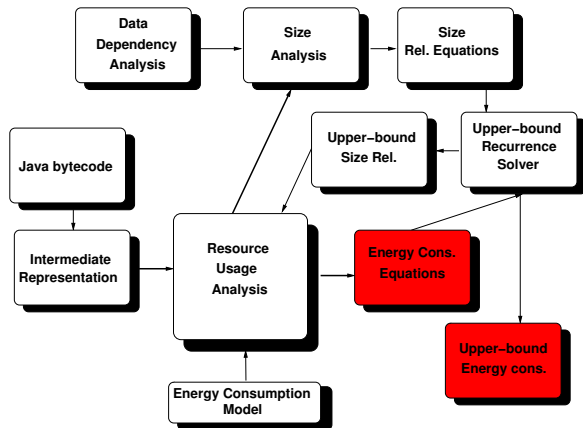 Data
Dependency
Analysis
Size
Analysis
Size
Rel. Equations
Java bytecode
Upper−bound
Size Rel.
Upper−bound
Recurrence
Solver
Intermediate
Representation
Resource
Usage
Analysis
Energy Cons.
Equations
Upper−bound
Energy cons.
Energy Consumption
Model